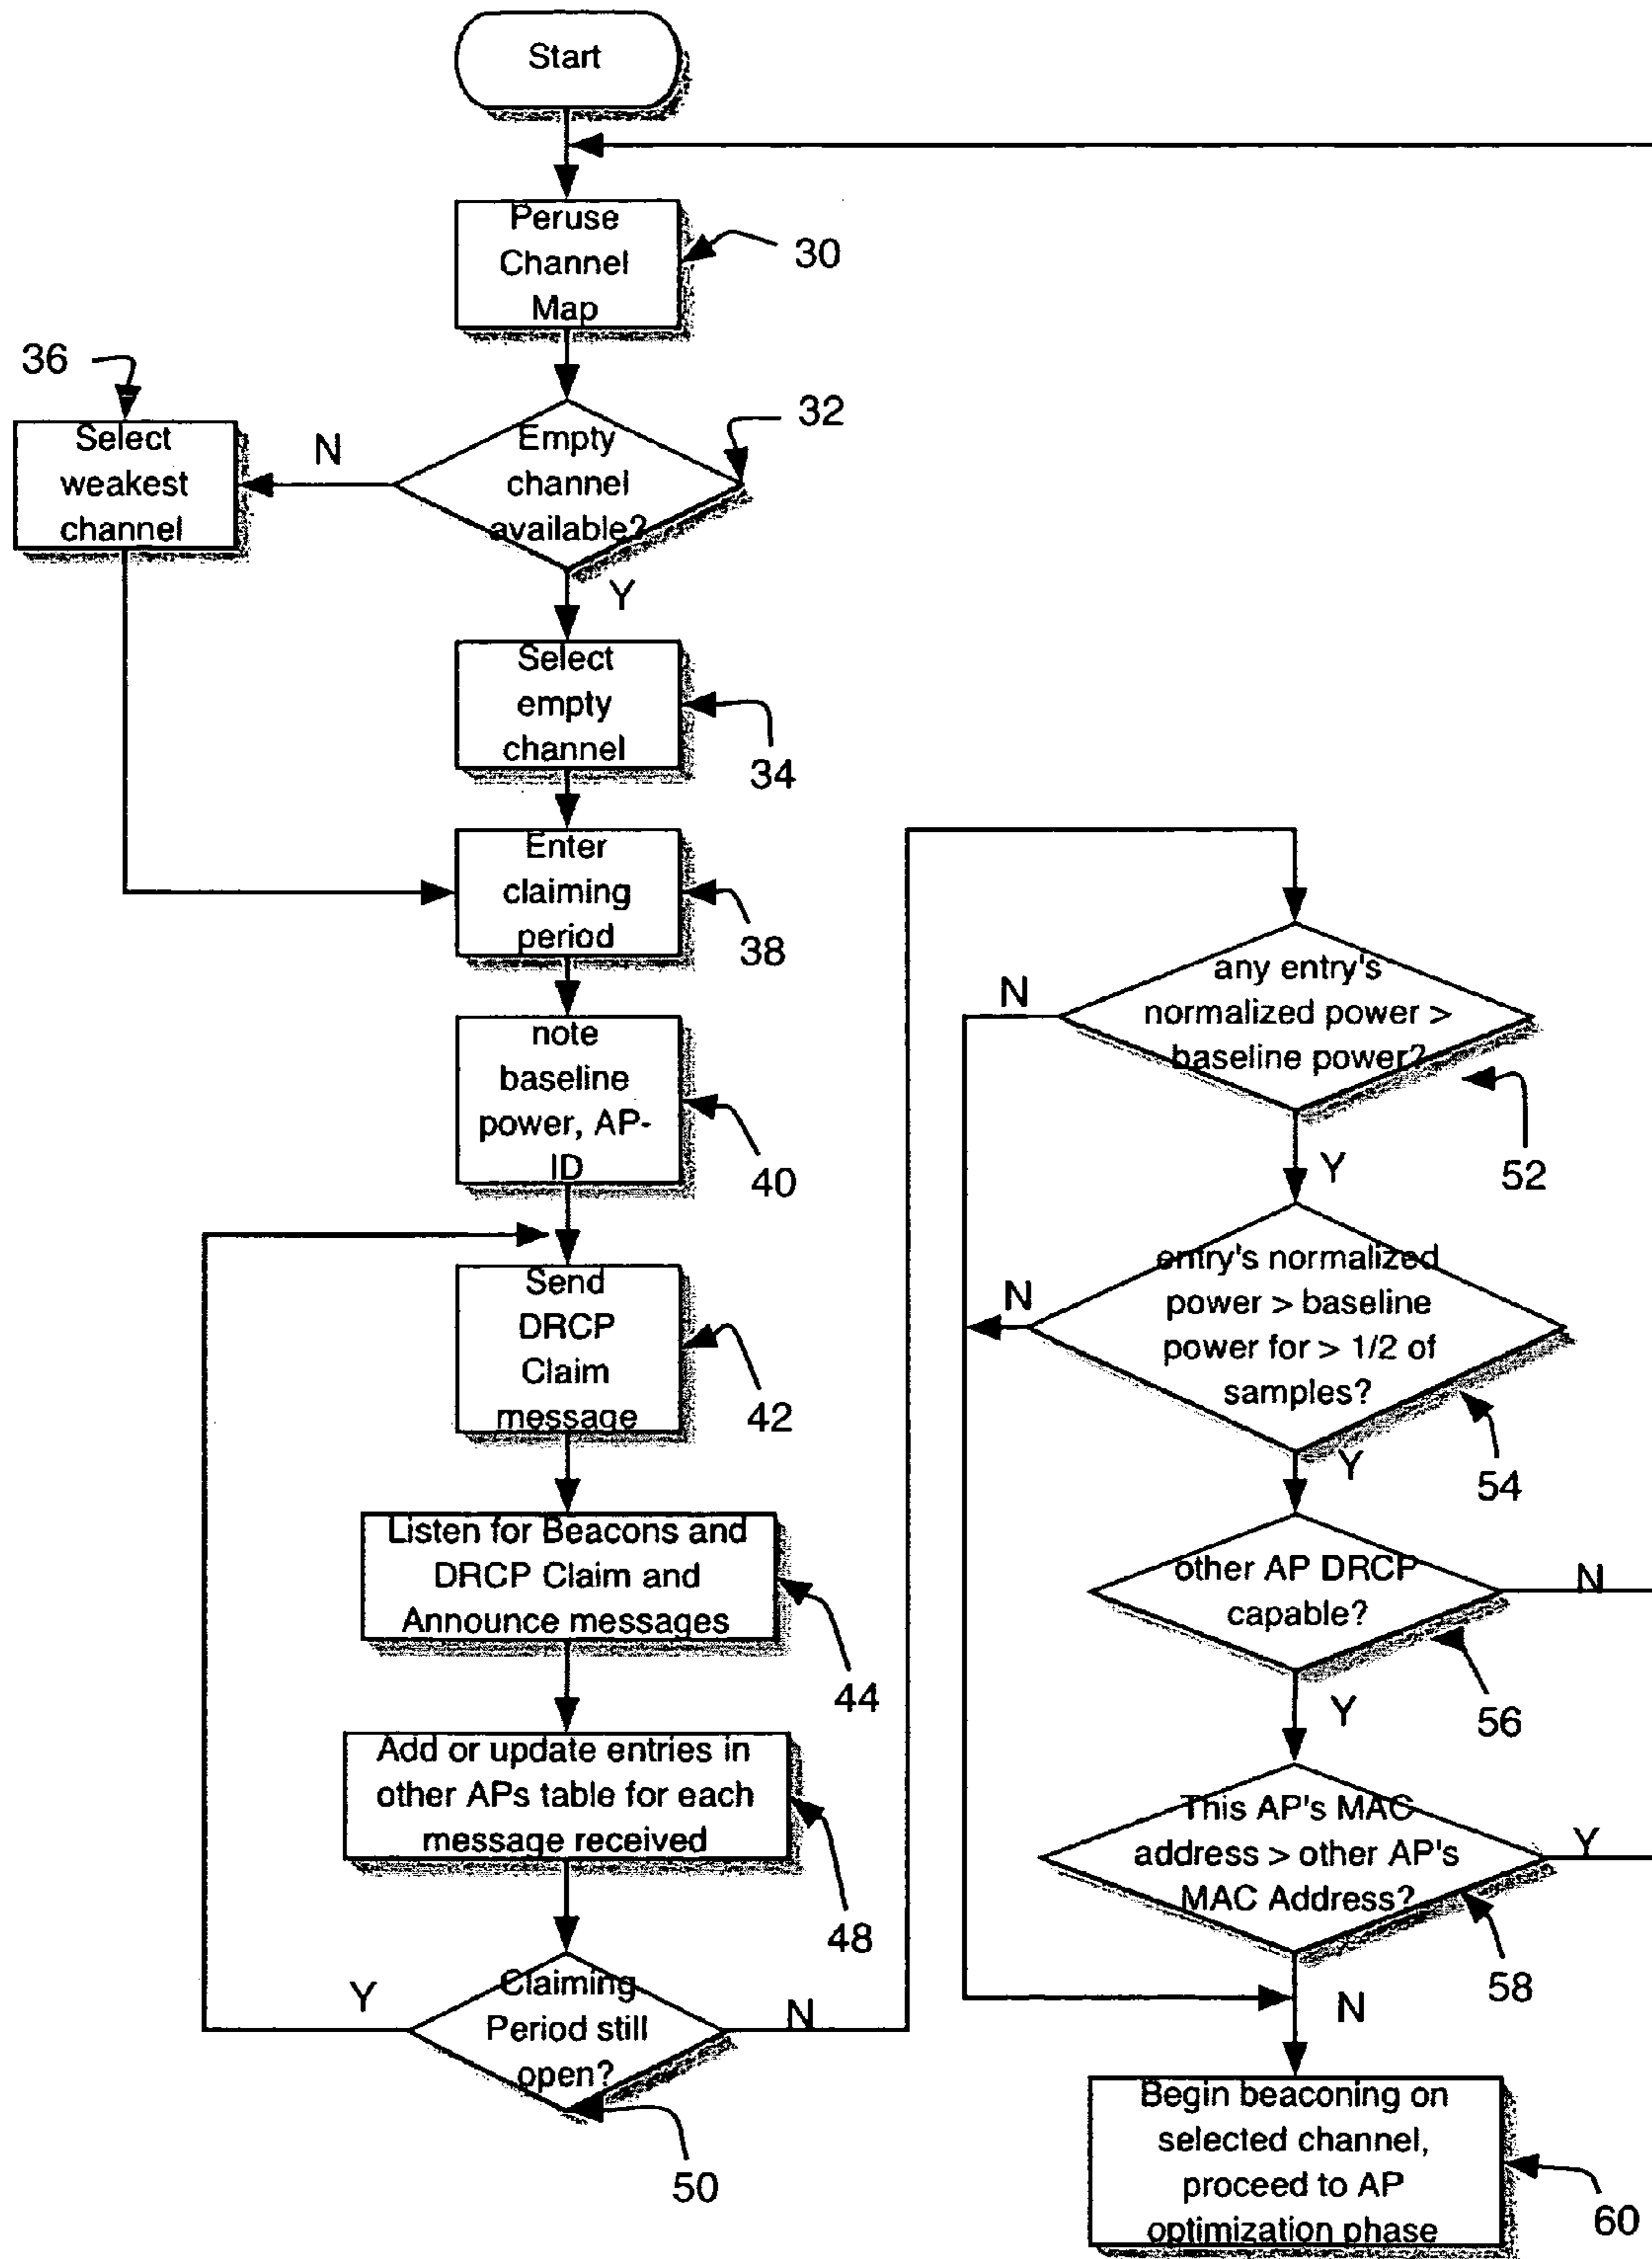 Start
Peruse
Channel
Map
30
36
Select
weakest
channel
N
Empty
channel
available?
32
Y
Select
empty
channel
34
Enter
claiming
period
38
note
baseline
power, AP-
ID
40
Send
DRCP
Claim
message
42
Listen for Beacons and
DRCP Claim and
Announce messages
44
Add or update entries in
other APs table for each
message received
48
Y
Claiming
Period still
open?
N
50
N
any entry's
normalized power >
baseline power?
52
Y
N
entry's normalized
power > baseline
power for > 1/2 of
samples?
54
Y
other AP DRCP
capable?
N
56
Y
This AP's MAC
address > other AP's
MAC Address?
Y
58
N
Begin beaconing on
selected channel,
proceed to AP
optimization phase
60